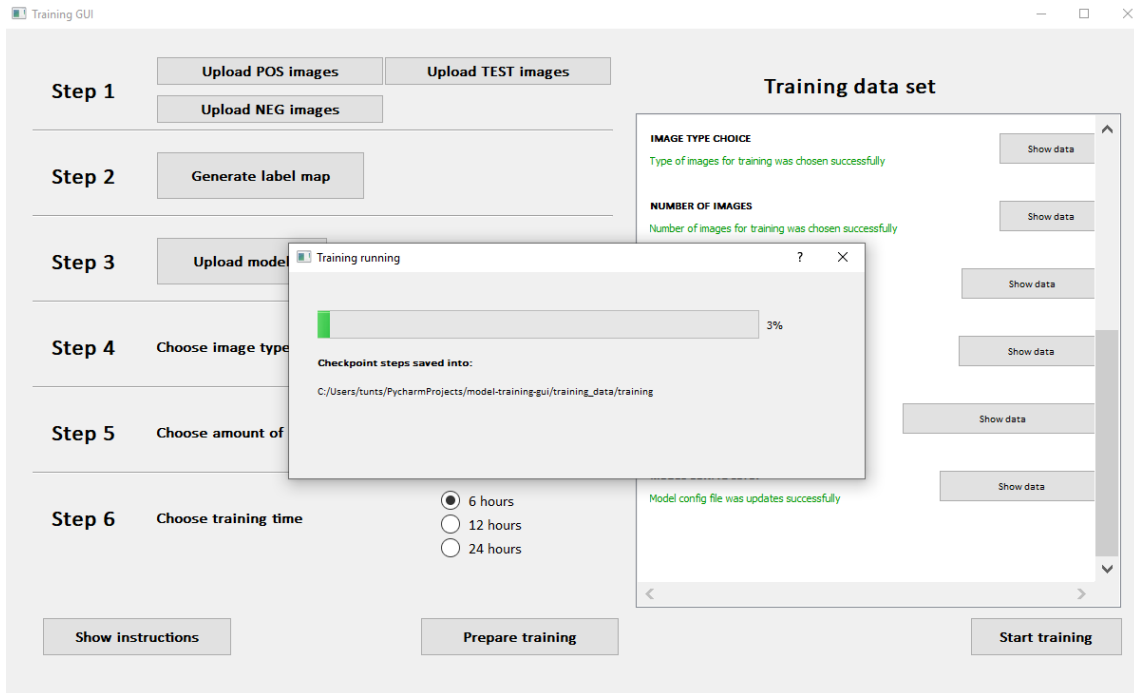 Training GUI
Step 1
Upload POS images
Upload TEST images
Upload NEG images
Step 2
Generate label map
Step 3
Upload model
Step 4
Choose image type
Step 5
Choose amount of
Step 6
Choose training time
6 hours
12 hours
24 hours
Show instructions
Prepare training
Training data set
IMAGE TYPE CHOICE
Type of images for training was chosen successfully
Show data
NUMBER OF IMAGES
Number of images for training was chosen successfully
Show data
Show data
Show data
Show data
Model config file was updates successfully
Show data
Start training
Training running
?
3%
Checkpoint steps saved into:
C:/Users/tunts/PycharmProjects/model-training-gui/training_data/training